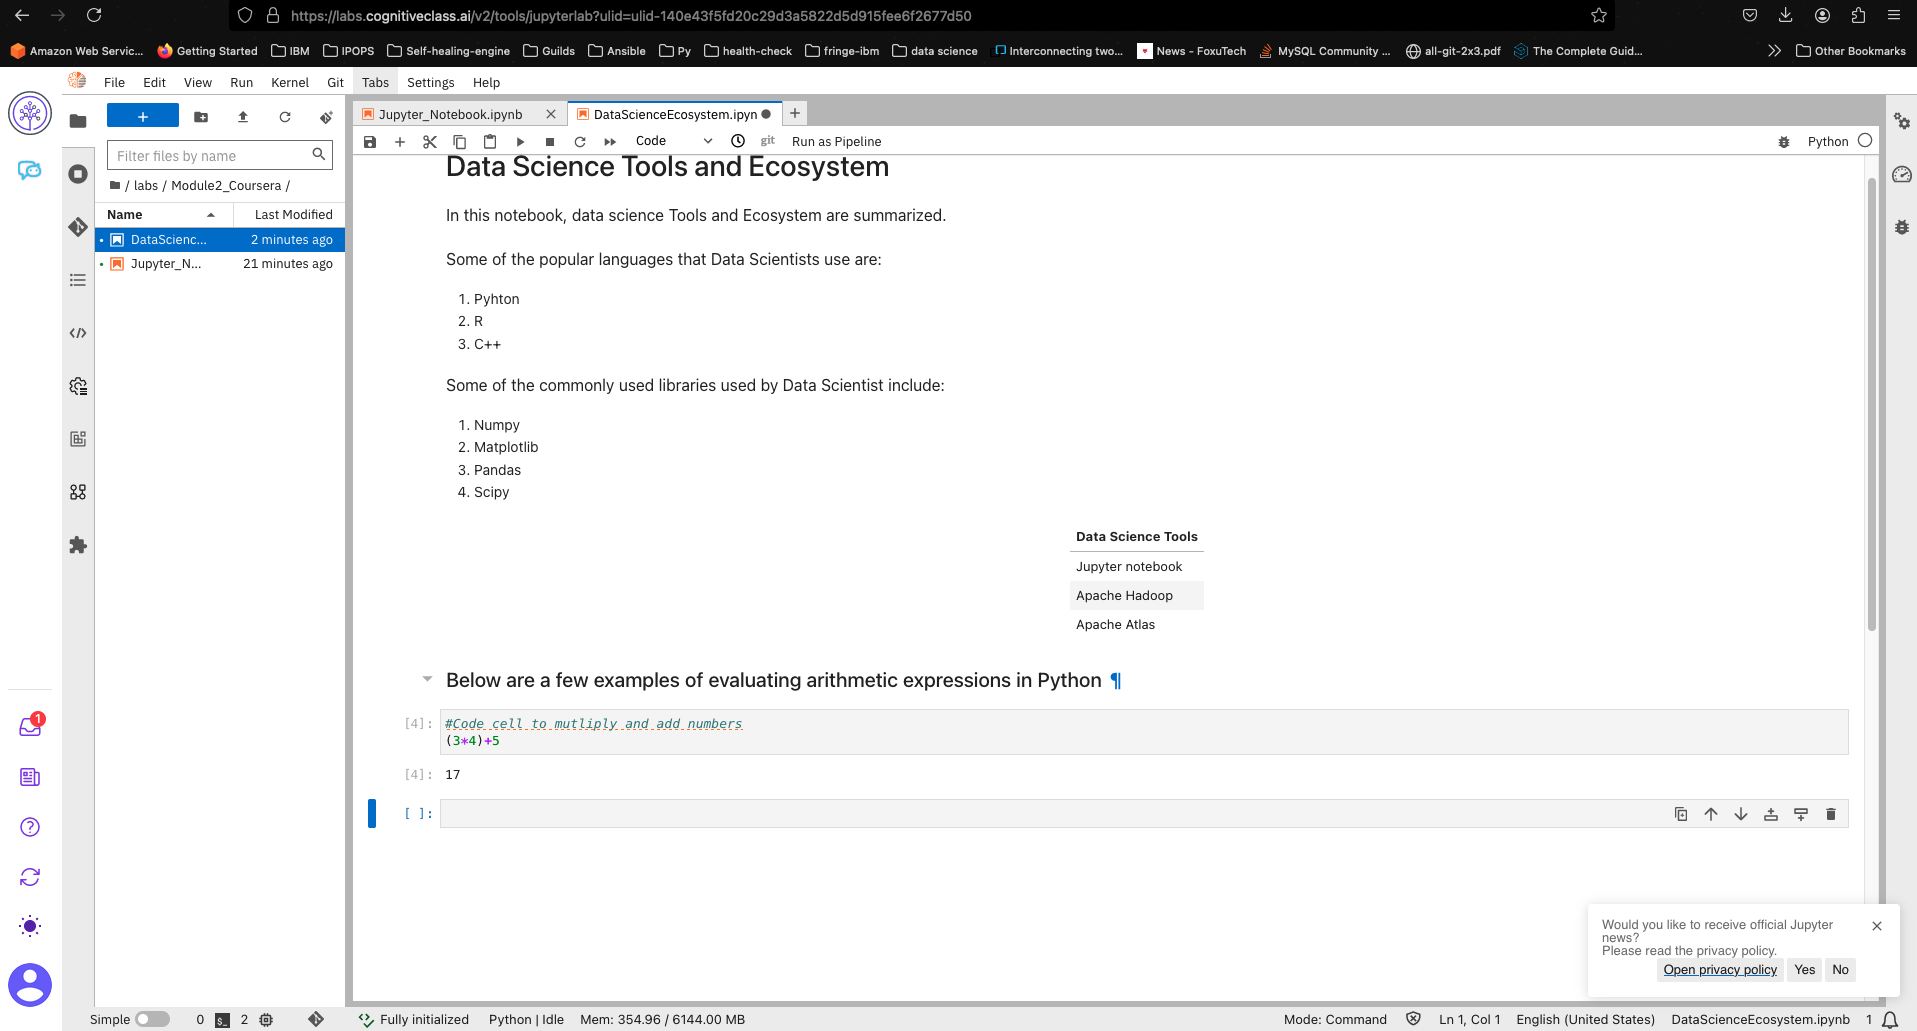 https://labs.cognitiveclass.ai/v2/tools/jupyterlab?ulid=ulid-140e43f5fd20c29d3a5822d5d915fee6f2677d50
Amazon Web Servic... Getting Started IBM IPOPS Self-healing-engine Guilds Ansible Py health-check fringe-ibm data science Interconnecting two... News - FoxuTech MySQL Community ... all-git-2x3.pdf The Complete Guid... Other Bookmarks
File Edit View Run Kernel Git Tabs Settings Help
Jupyter_Notebook.ipynb DataScienceEcosystem.ipyn
Code git Run as Pipeline Python
Filter files by name
/ labs / Module2_Coursera /
Name Last Modified
DataScienc... 2 minutes ago
Jupyter_N... 21 minutes ago
Data Science Tools and Ecosystem
In this notebook, data science Tools and Ecosystem are summarized.
Some of the popular languages that Data Scientists use are:
1. Pyhton
2. R
3. C++
Some of the commonly used libraries used by Data Scientist include:
1. Numpy
2. Matplotlib
3. Pandas
4. Scipy
Data Science Tools
Jupyter notebook
Apache Hadoop
Apache Atlas
Below are a few examples of evaluating arithmetic expressions in Python ¶
[4]: #Code cell to mutliply and add numbers
(3*4)+5
[4]: 17
[ ]:
1
Would you like to receive official Jupyter
news?
Please read the privacy policy.
Open privacy policy Yes No
Simple 0 $_ 2 Fully initialized Python | Idle Mem: 354.96 / 6144.00 MB Mode: Command Ln 1, Col 1 English (United States) DataScienceEcosystem.ipynb 1